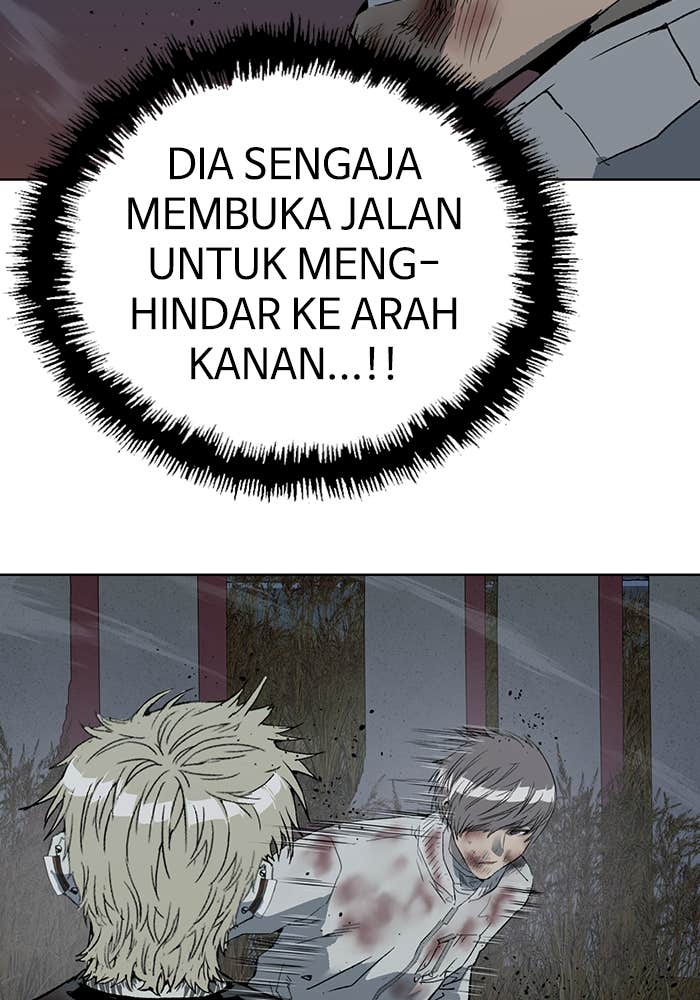 DIA SENGAJA
MEMBUKA JALAN
UNTUK MENG-
HINDAR KE ARAH
KANAN...!!